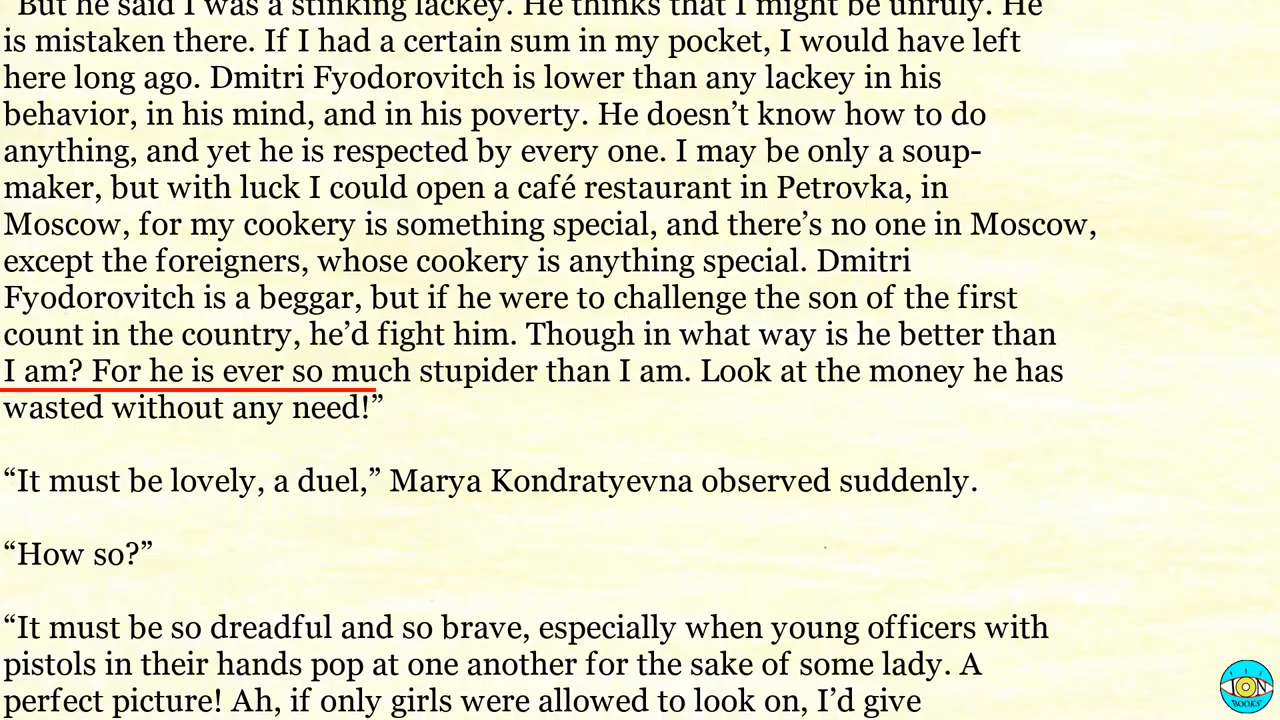 But he said I was a stinking lackey. He thinks that I might be unruly. He
is mistaken there. If I had a certain sum in my pocket, I would have left
here long ago. Dmitri Fyodorovitch is lower than any lackey in his
behavior, in his mind, and in his poverty. He doesn’t know how to do
anything, and yet he is respected by every one. I may be only a soup-
maker, but with luck I could open a café restaurant in Petrovka, in
Moscow, for my cookery is something special, and there’s no one in Moscow,
except the foreigners, whose cookery is anything special. Dmitri
Fyodorovitch is a beggar, but if he were to challenge the son of the first
count in the country, he’d fight him. Though in what way is he better than
I am? For he is ever so much stupider than I am. Look at the money he has
wasted without any need!”
“It must be lovely, a duel,” Marya Kondratyevna observed suddenly.
“How so?”
“It must be so dreadful and so brave, especially when young officers with
pistols in their hands pop at one another for the sake of some lady. A
perfect picture! Ah, if only girls were allowed to look on, I’d give
ION
BOOKS